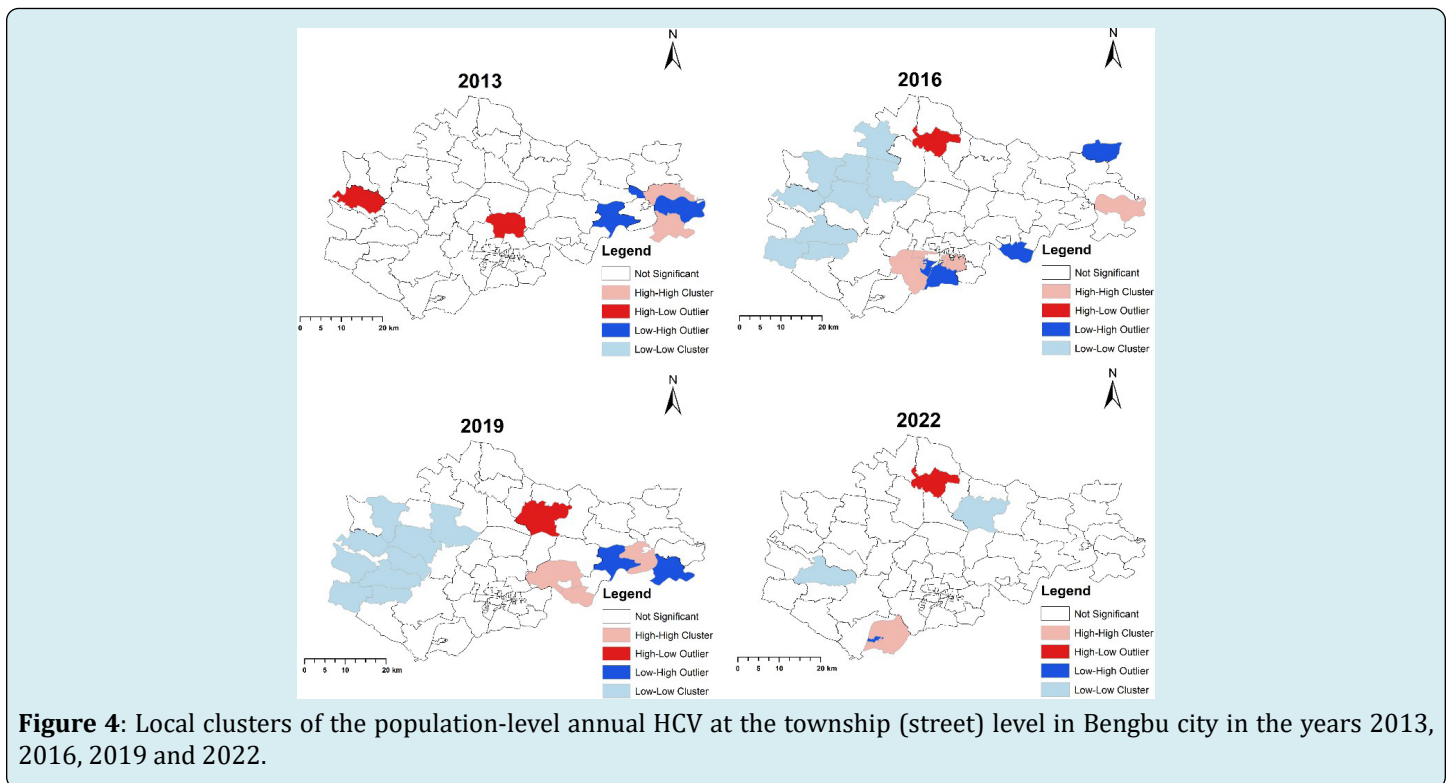 N
2013
Legend
Not Significant
High-High Cluster
High-Low Outlier
Low-High Outlier
Low-Low Cluster
0 5 10 20 km
N
2016
Legend
Not Significant
High-High Cluster
High-Low Outlier
Low-High Outlier
Low-Low Cluster
0 5 10 20 km
N
2019
Legend
Not Significant
High-High Cluster
High-Low Outlier
Low-High Outlier
Low-Low Cluster
0 5 10 20 km
N
2022
Legend
Not Significant
High-High Cluster
High-Low Outlier
Low-High Outlier
Low-Low Cluster
0 5 10 20 km
Figure 4: Local clusters of the population-level annual HCV at the township (street) level in Bengbu city in the years 2013,
2016, 2019 and 2022.